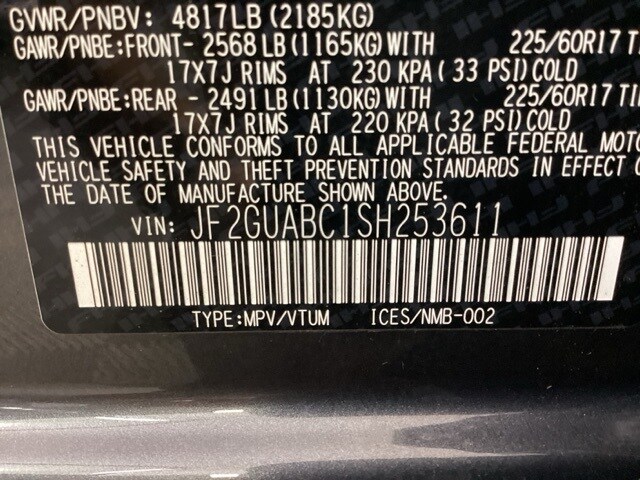 GVWR/PNBV: 4817LB (2185KG)
GAWR/PNBE:FRONT- 2568 LB (1165KG)WITH 225/60R17
17X7J RIMS AT 230 KPA (33 PSI)COLD
GAWR/PNBE:REAR - 2491 LB (1130KG)WITH 225/60R17
17X7J RIMS AT 220 KPA (32 PSI)COLD
THIS VEHICLE CONFORMS TO ALL APPLICABLE FEDERAL
VEHICLE SAFETY AND THEFT PREVENTION STANDARDS IN EFFECT
THE DATE OF MANUFACTURE SHOWN ABOVE.
VIN: JF2GUABC1SH253611
TYPE:MPV/VTUM ICES/NMB-002